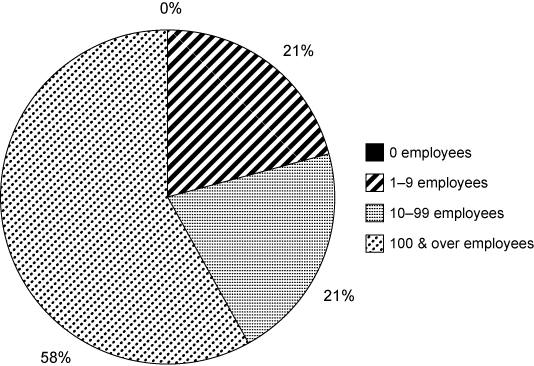 0%
21%
0 employees
1–9 employees
10–99 employees
100 & over employees
21%
58%